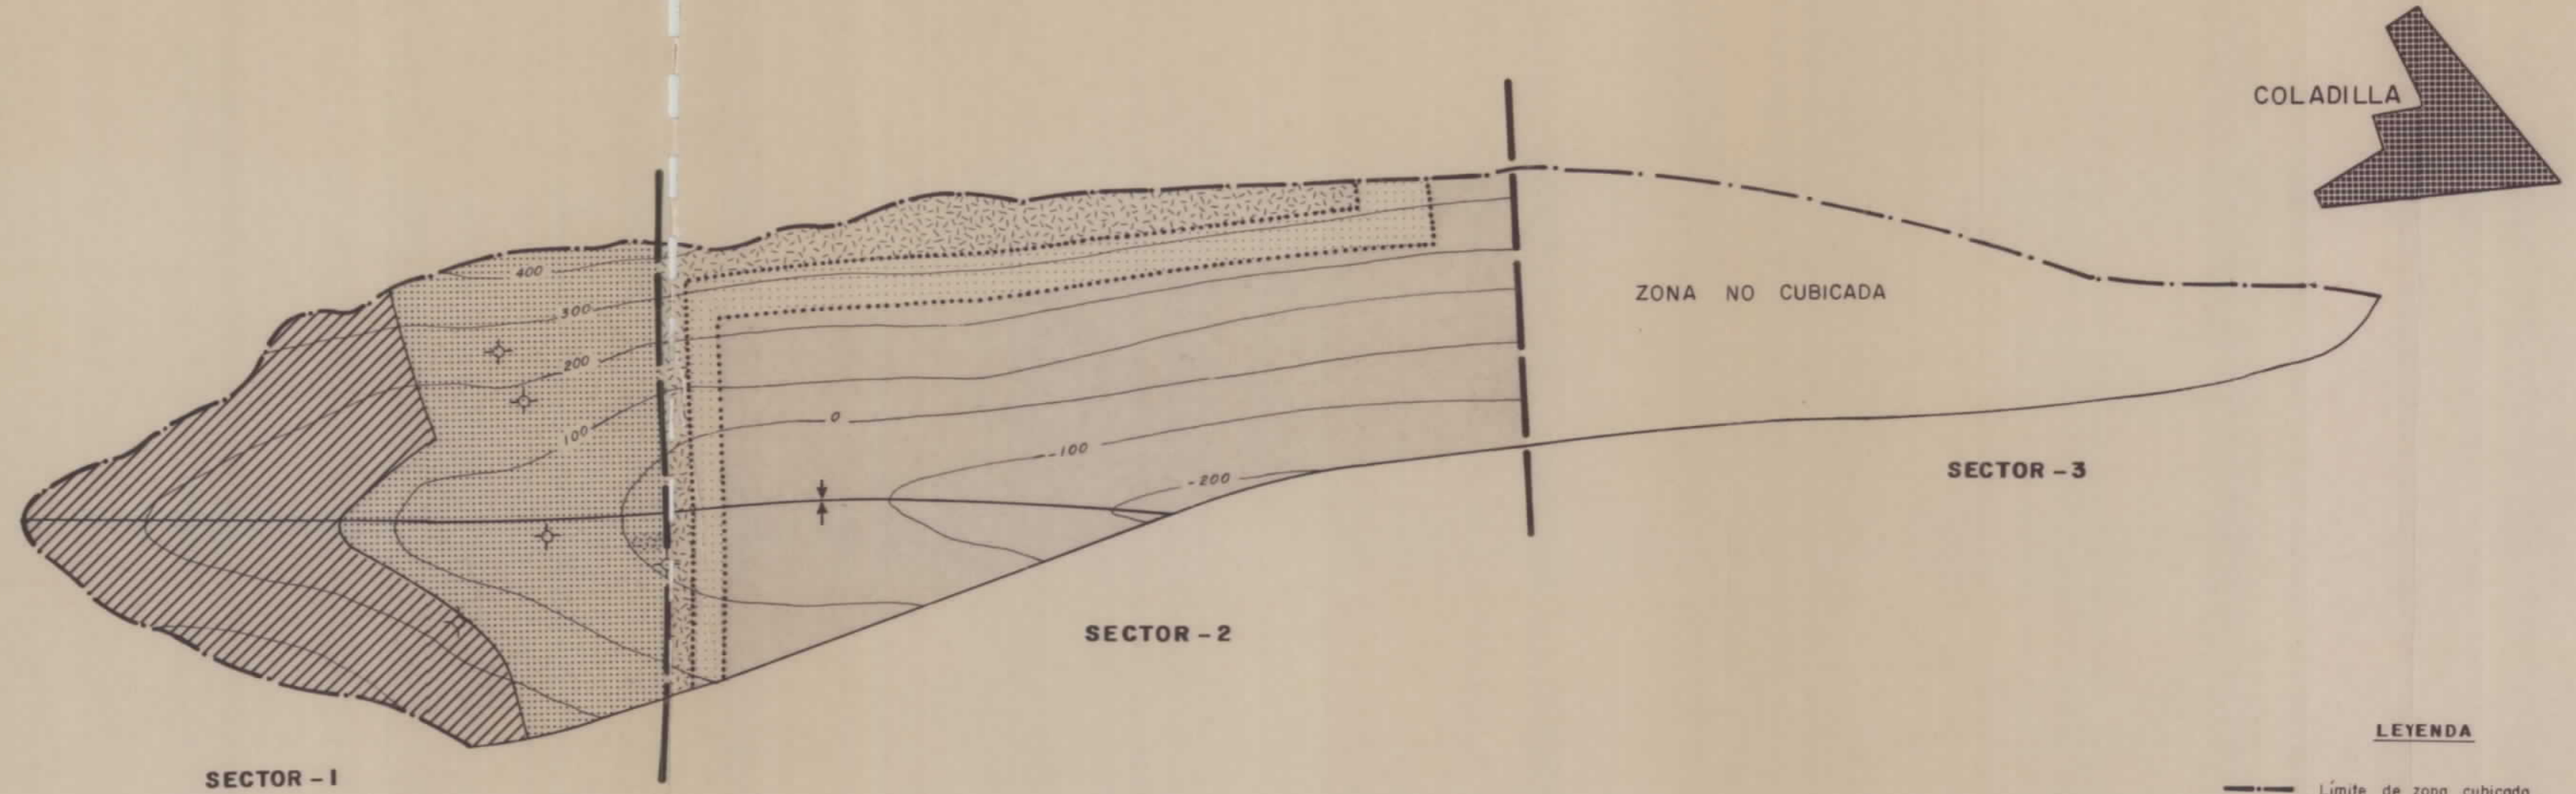 COLADILLA
400
300
200
100
0
-100
-200
ZONA NO CUBICADA
SECTOR-3
SECTOR-2
SECTOR-1
LEYENDA
Límite de zona cubicada